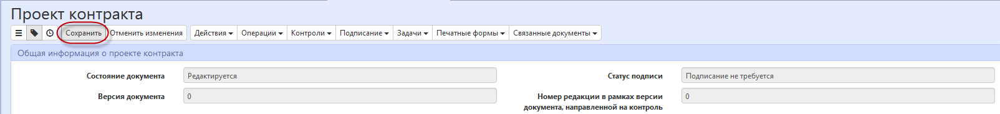 Проект контракта
Сохранить Отменить изменения Действия Операции Контроли Подписание Задачи Печатные формы Связанные документы
Общая информация о проекте контракта
Состояние документа Редактируется Статус подписи Подписание не требуется
Версия документа 0 Номер редакции в рамках версии 0
документа, направленной на контроль